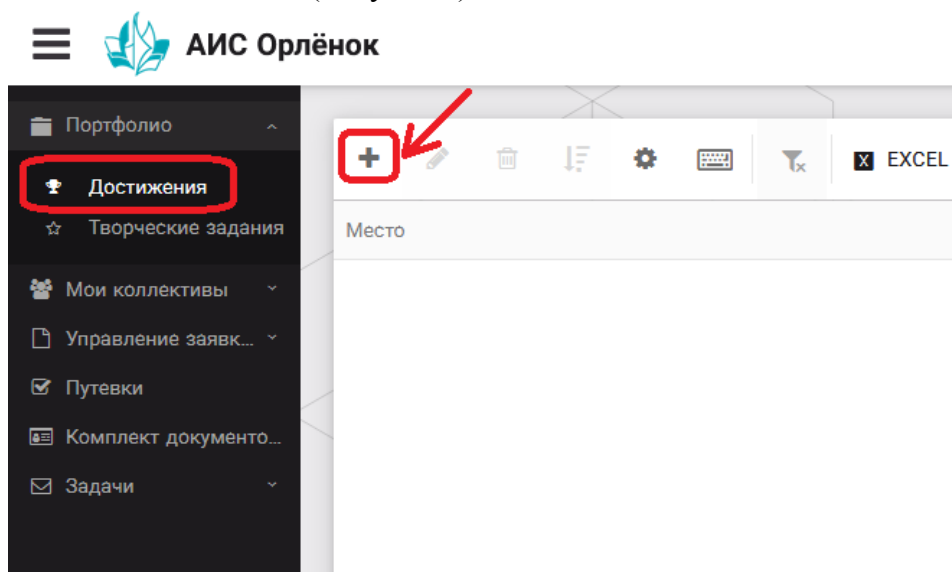 АИС Орлёнок
Портфолио
Достижения
Творческие задания
Мои коллективы
Управление заявк...
Путевки
Комплект документо...
Задачи
X EXCEL
Место